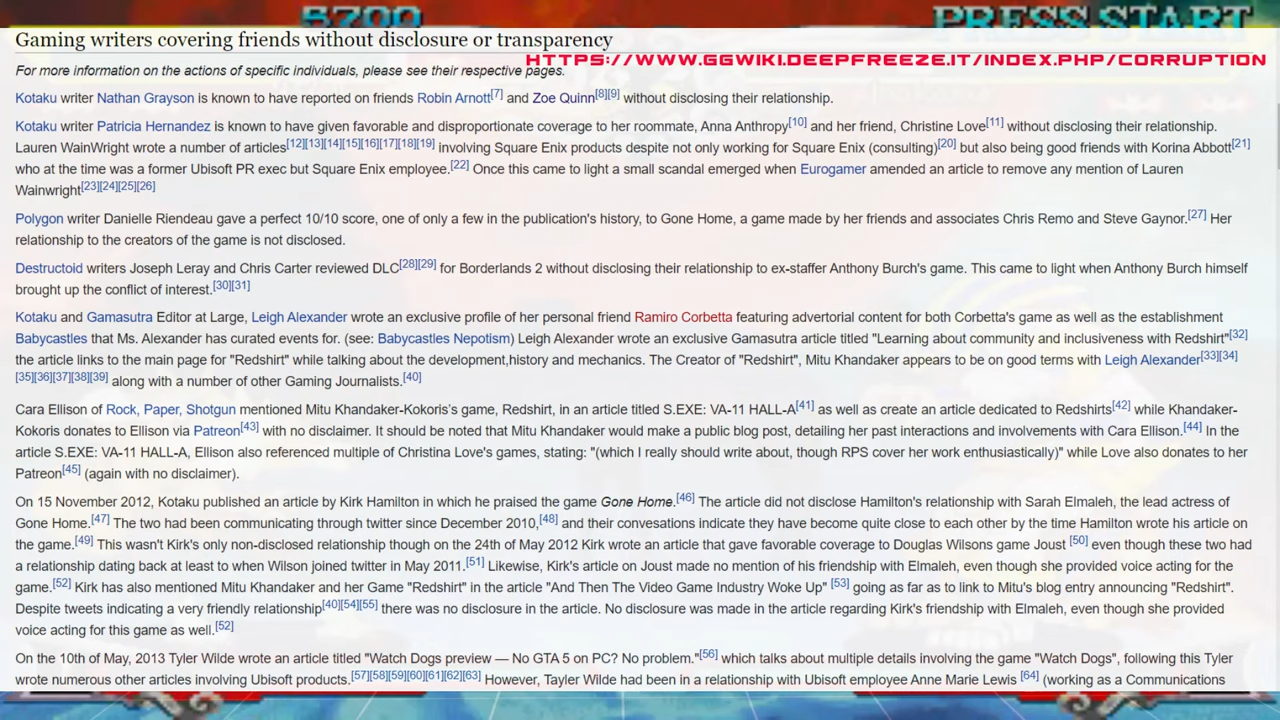 5700
PRESS START
Gaming writers covering friends without disclosure or transparency
HTTPS://WWW.GGWIKI.DEEPFREEZE.IT/INDEX.PHP/CORRUPTION
For more information on the actions of specific individuals, please see their respective pages.
Kotaku writer Nathan Grayson is known to have reported on friends Robin Arnott[7] and Zoe Quinn[8][9] without disclosing their relationship.
Kotaku writer Patricia Hernandez is known to have given favorable and disproportionate coverage to her roommate, Anna Anthropy[10] and her friend, Christine Love[11] without disclosing their relationship.
Lauren WainWright wrote a number of articles[12][13][14][15][16][17][18][19] involving Square Enix products despite not only working for Square Enix (consulting)[20] but also being good friends with Korina Abbott[21]
who at the time was a former Ubisoft PR exec but Square Enix employee.[22] Once this came to light a small scandal emerged when Eurogamer amended an article to remove any mention of Lauren
Wainwright[23][24][25][26]
Polygon writer Danielle Riendeau gave a perfect 10/10 score, one of only a few in the publication's history, to Gone Home, a game made by her friends and associates Chris Remo and Steve Gaynor.[27] Her
relationship to the creators of the game is not disclosed.
Destructoid writers Joseph Leray and Chris Carter reviewed DLC[28][29] for Borderlands 2 without disclosing their relationship to ex-staffer Anthony Burch's game. This came to light when Anthony Burch himself
brought up the conflict of interest.[30][31]
Kotaku and Gamasutra Editor at Large, Leigh Alexander wrote an exclusive profile of her personal friend Ramiro Corbetta featuring advertorial content for both Corbetta's game as well as the establishment
Babycastles that Ms. Alexander has curated events for. (see: Babycastles Nepotism) Leigh Alexander wrote an exclusive Gamasutra article titled "Learning about community and inclusiveness with Redshirt"[32]
the article links to the main page for "Redshirt" while talking about the development,history and mechanics. The Creator of "Redshirt", Mitu Khandaker appears to be on good terms with Leigh Alexander[33][34]
[35][36][37][38][39] along with a number of other Gaming Journalists.[40]
Cara Ellison of Rock, Paper, Shotgun mentioned Mitu Khandaker-Kokoris's game, Redshirt, in an article titled S.EXE: VA-11 HALL-A[41] as well as create an article dedicated to Redshirts[42] while Khandaker-
Kokoris donates to Ellison via Patreon[43] with no disclaimer. It should be noted that Mitu Khandaker would make a public blog post, detailing her past interactions and involvements with Cara Ellison.[44] In the
article S.EXE: VA-11 HALL-A, Ellison also referenced multiple of Christina Love's games, stating: "(which I really should write about, though RPS cover her work enthusiastically)" while Love also donates to her
Patreon[45] (again with no disclaimer).
On 15 November 2012, Kotaku published an article by Kirk Hamilton in which he praised the game Gone Home.[46] The article did not disclose Hamilton's relationship with Sarah Elmaleh, the lead actress of
Gone Home.[47] The two had been communicating through twitter since December 2010,[48] and their convesations indicate they have become quite close to each other by the time Hamilton wrote his article on
the game.[49] This wasn't Kirk's only non-disclosed relationship though on the 24th of May 2012 Kirk wrote an article that gave favorable coverage to Douglas Wilsons game Joust [50] even though these two had
a relationship dating back at least to when Wilson joined twitter in May 2011.[51] Likewise, Kirk's article on Joust made no mention of his friendship with Elmaleh, even though she provided voice acting for the
game.[52] Kirk has also mentioned Mitu Khandaker and her Game "Redshirt" in the article "And Then The Video Game Industry Woke Up" [53] going as far as to link to Mitu's blog entry announcing "Redshirt".
Despite tweets indicating a very friendly relationship[40][54][55] there was no disclosure in the article. No disclosure was made in the article regarding Kirk's friendship with Elmaleh, even though she provided
voice acting for this game as well.[52]
On the 10th of May, 2013 Tyler Wilde wrote an article titled "Watch Dogs preview — No GTA 5 on PC? No problem."[56] which talks about multiple details involving the game "Watch Dogs", following this Tyler
wrote numerous other articles involving Ubisoft products.[57][58][59][60][61][62][63] However, Tayler Wilde had been in a relationship with Ubisoft employee Anne Marie Lewis [64] (working as a Communications